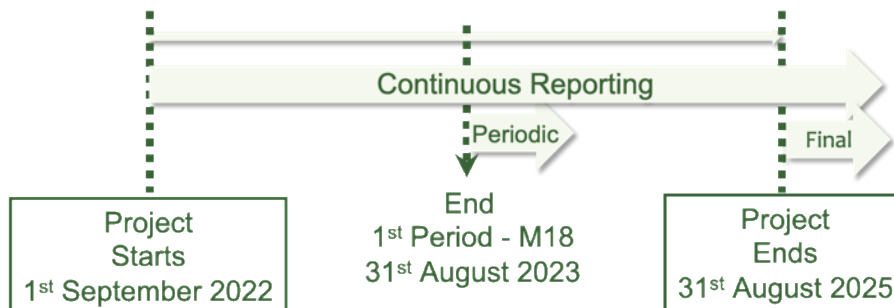 Continuous Reporting
Periodic
Final
Project
Starts
1st September 2022
End
1st Period - M18
31st August 2023
Project
Ends
31st August 2025